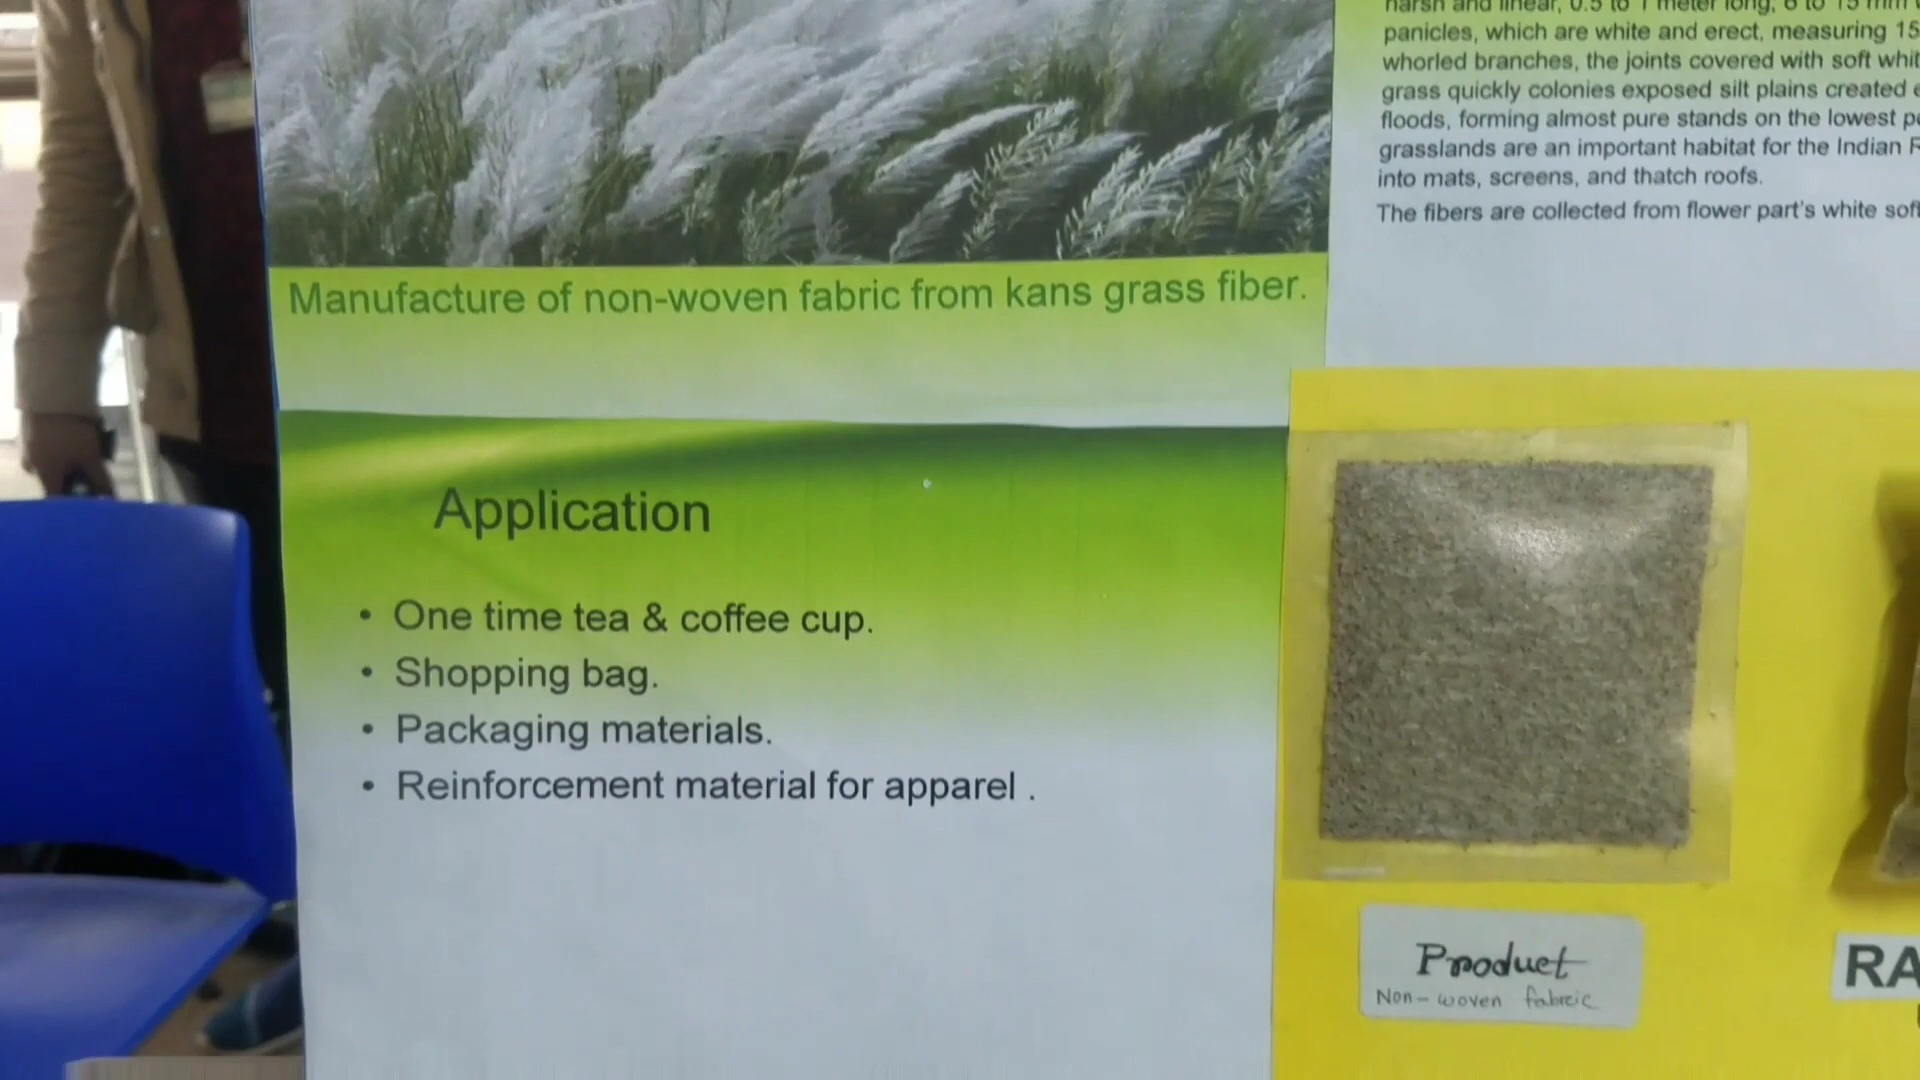 Manufacture of non-woven fabric from kans grass fiber.
Application
• One time tea & coffee cup.
• Shopping bag.
• Packaging materials.
• Reinforcement material for apparel .
harsh and linear, 0.5 to 1 meter long, 6 to 15 mm
panicles, which are white and erect, measuring 15
whorled branches, the joints covered with soft
grass quickly colonies exposed silt plains created
floods, forming almost pure stands on the lowest
grasslands are an important habitat for the Indian
into mats, screens, and thatch roofs.
The fibers are collected from flower part's white
Product
Non-woven fabreic
RA